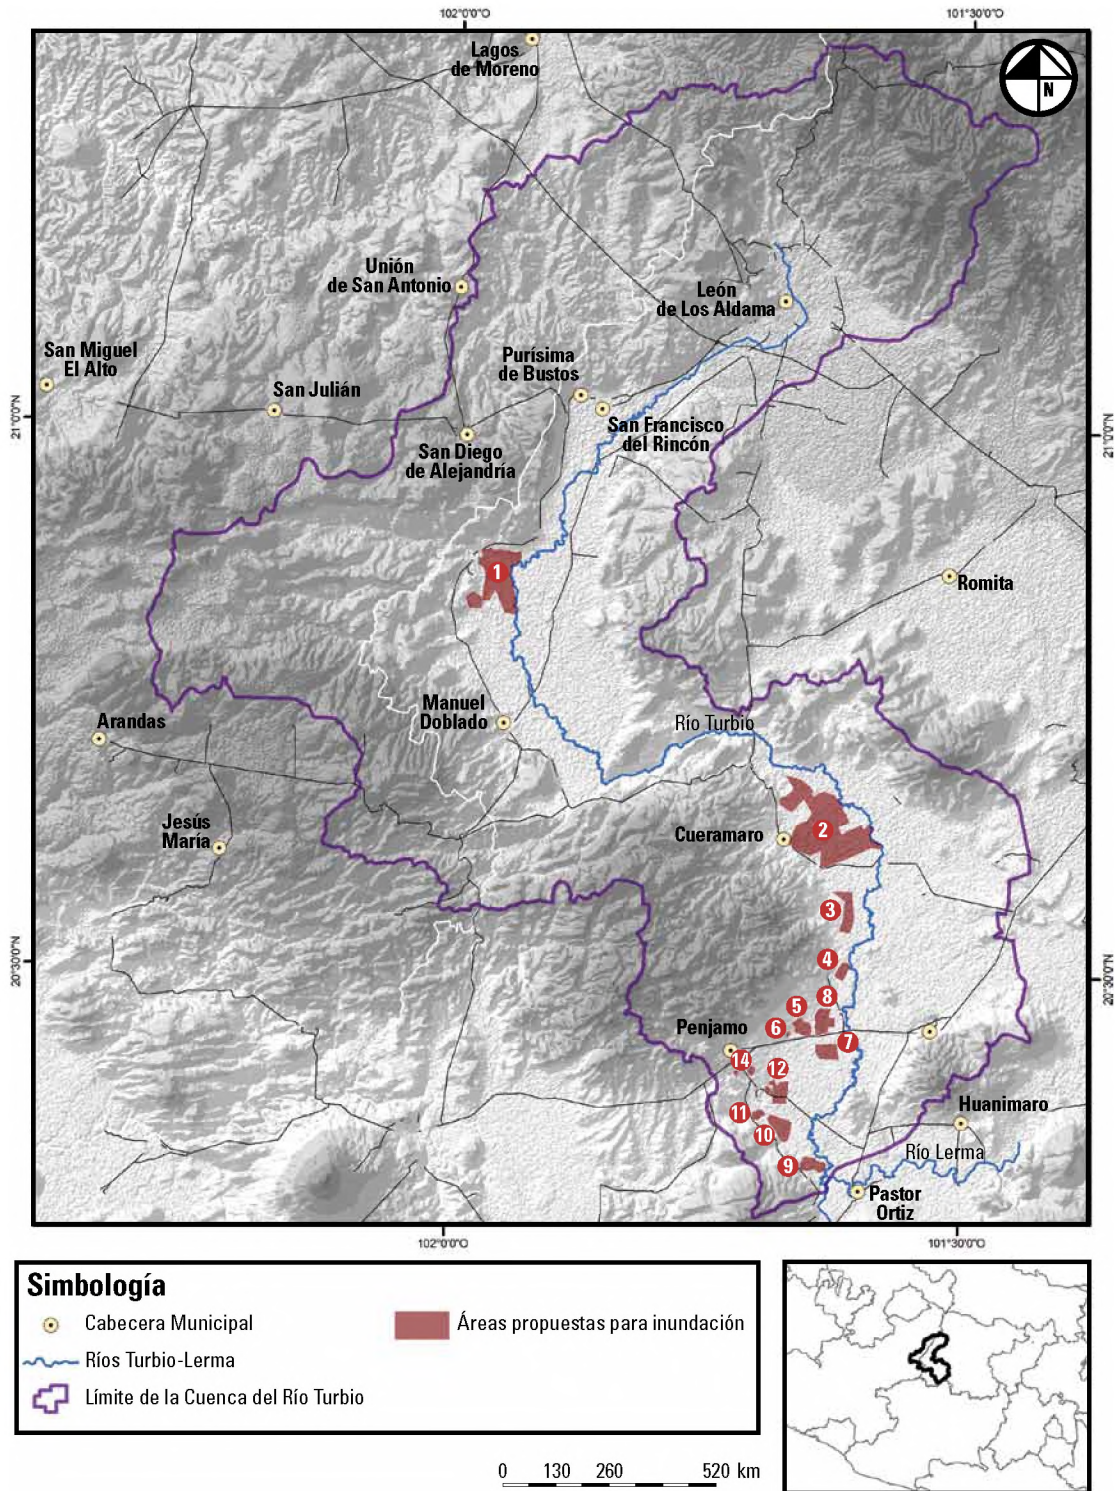 102°0'0"O
101°30'0"O
Lagos
de Moreno
N
Unión
de San Antonio
León
de Los Aldama
San Miguel
El Alto
Purísima
de Bustos
San Julián
21°0'0"N
21°0'0"N
San Francisco
del Rincón
San Diego
de Alejandría
1
Romita
Manuel
Doblado
Arandas
Río Turbio
Jesús
María
Cueramaro
2
3
20°30'0"N
4
20°30'0"N
8
5
6
Penjamo
7
14
12
11
Huanimaro
10
Río Lerma
9
Pastor
Ortiz
102°0'0"O
101°30'0"O
Simbología
Cabecera Municipal
Áreas propuestas para inundación
Ríos Turbio-Lerma
Límite de la Cuenca del Río Turbio
0 130 260 520 km